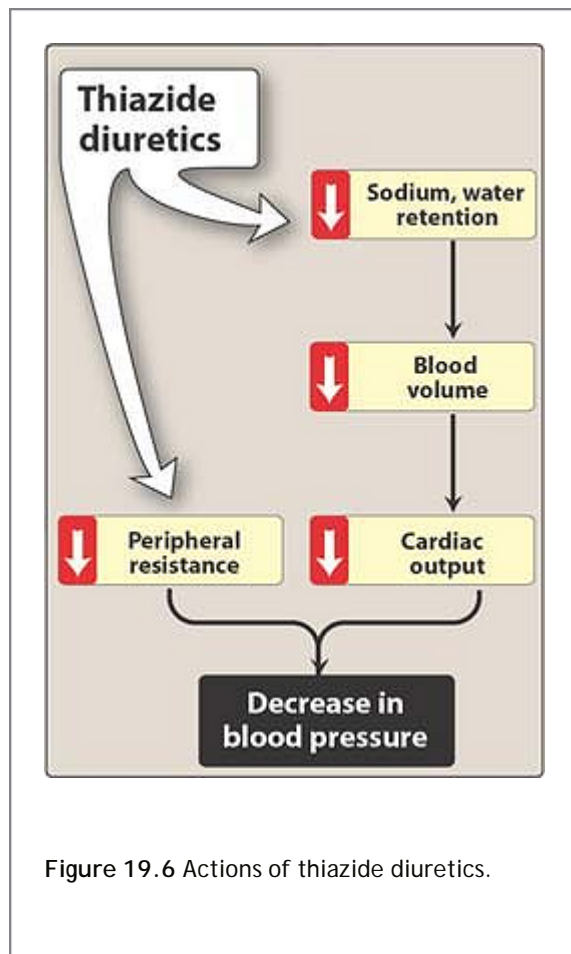 Thiazide
diuretics
Sodium, water
retention
Blood
volume
Peripheral
resistance
Cardiac
output
Decrease in
blood pressure
Figure 19.6 Actions of thiazide diuretics.